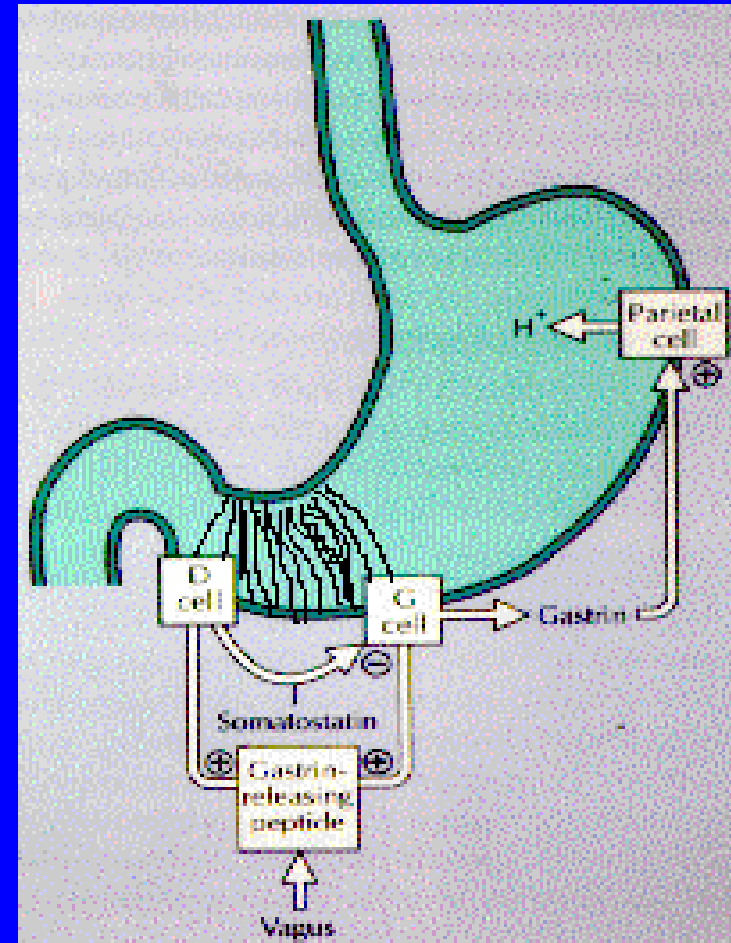 H+
Parietal
cell
⊕
D
cell
G
cell
Gastrin
⊖
Somatostatin
⊕
⊕
Gastrin-
releasing
peptide
Vagus